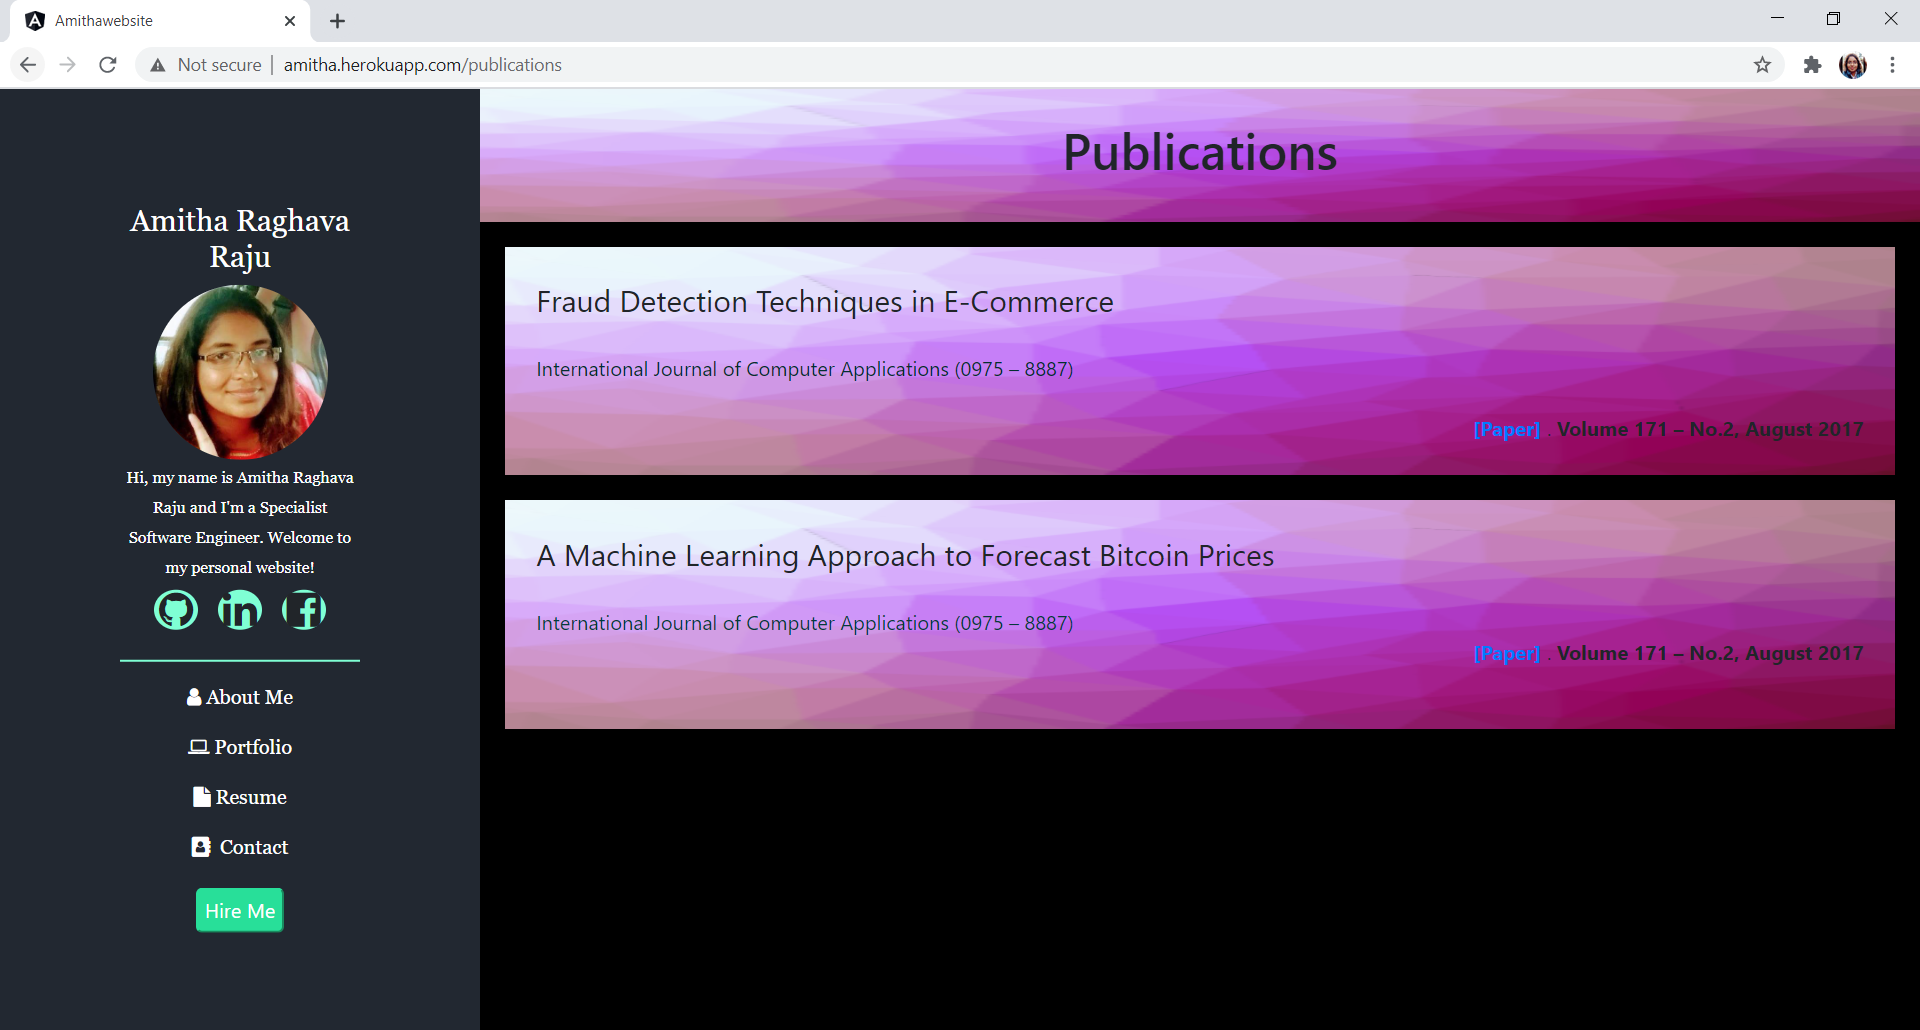 Amithawebsite
Not secure
amitha.herokuapp.com/publications
Amitha Raghava
Raju
Hi, my name is Amitha Raghava
Raju and I'm a Specialist
Software Engineer. Welcome to
my personal website!
About Me
Portfolio
Resume
Contact
Hire Me
Publications
Fraud Detection Techniques in E-Commerce
International Journal of Computer Applications (0975 – 8887)
[Paper] . Volume 171 – No.2, August 2017
A Machine Learning Approach to Forecast Bitcoin Prices
International Journal of Computer Applications (0975 – 8887)
[Paper] . Volume 171 – No.2, August 2017